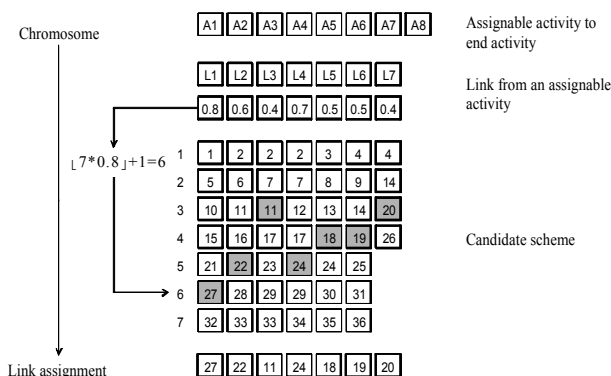 A1 A2 A3 A4 A5 A6 A7 A8
Assignable activity to
end activity
Chromosome
L1 L2 L3 L4 L5 L6 L7
Link from an assignable
activity
0.8 0.6 0.4 0.7 0.5 0.5 0.4
⌊7*0.8⌋+1=6
1 1 2 2 2 3 4 4
2 5 6 7 7 8 9 14
3 10 11 11 12 13 14 20
4 15 16 17 17 18 19 26
Candidate scheme
5 21 22 23 24 24 25
6 27 28 29 29 30 31
7 32 33 33 34 35 36
Link assignment
27 22 11 24 18 19 20